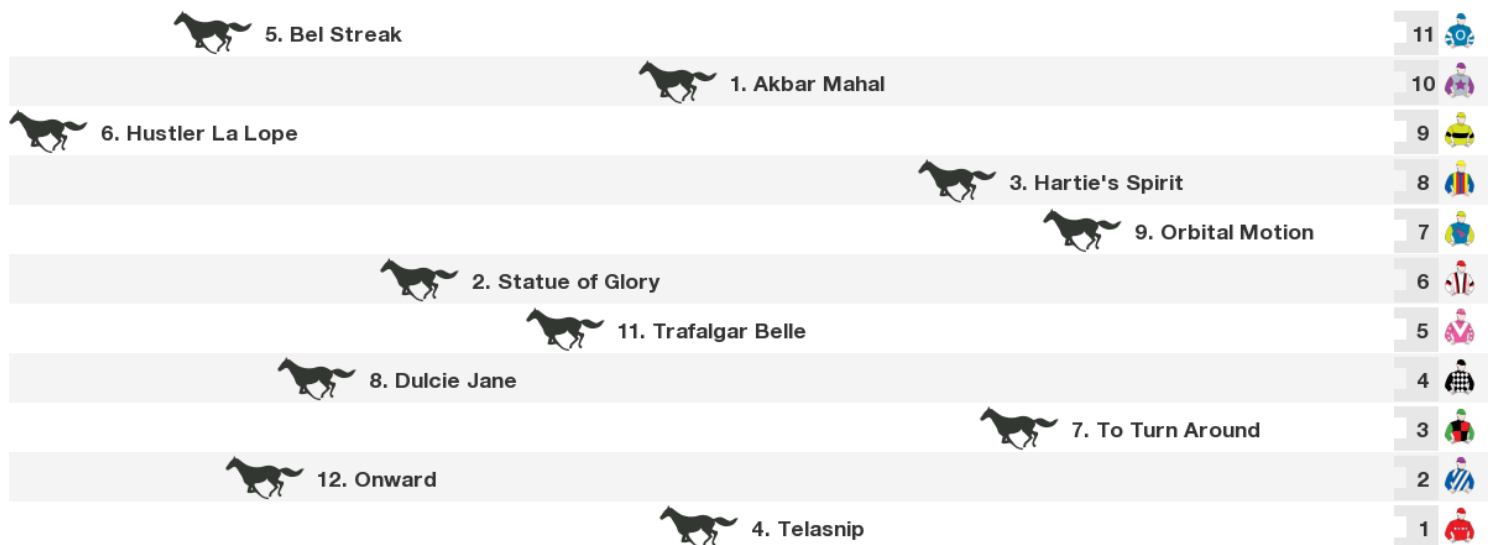 5. Bel Streak 11
1. Akbar Mahal 10
6. Hustler La Lope 9
3. Hartie's Spirit 8
9. Orbital Motion 7
2. Statue of Glory 6
11. Trafalgar Belle 5
8. Dulcie Jane 4
7. To Turn Around 3
12. Onward 2
4. Telasnip 1